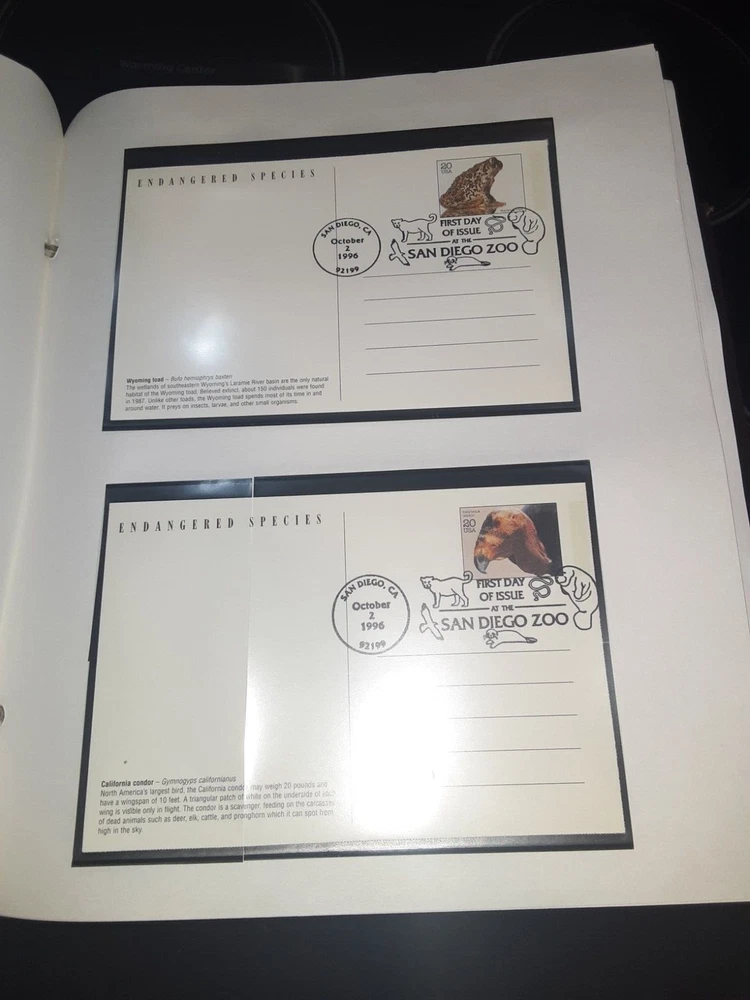 Warming Center
ENDANGERED SPECIES
20
USA
SAN DIEGO, CA
October
2
1996
92199
FIRST DAY
OF ISSUE
AT THE
SAN DIEGO ZOO
Wyoming toad – Bufo hemiophrys baxteri
The wetlands of southeastern Wyoming's Laramie River basin are the only natural
habitat of the Wyoming toad. Believed extinct, about 150 individuals were found
in 1987. Unlike other toads, the Wyoming toad spends most of its time in and
around water. It preys on insects, larvae, and other small organisms.
ENDANGERED SPECIES
20
USA
SAN DIEGO, CA
October
2
1996
92199
FIRST DAY
OF ISSUE
AT THE
SAN DIEGO ZOO
California condor – Gymnogyps californianus
North America's largest bird, the California condor may weigh 20 pounds and
have a wingspan of 10 feet. A triangular patch of white on the underside of each
wing is visible only in flight. The condor is a scavenger, feeding on the carcasses
of dead animals such as deer, elk, cattle, and pronghorn which it can spot from
high in the sky.